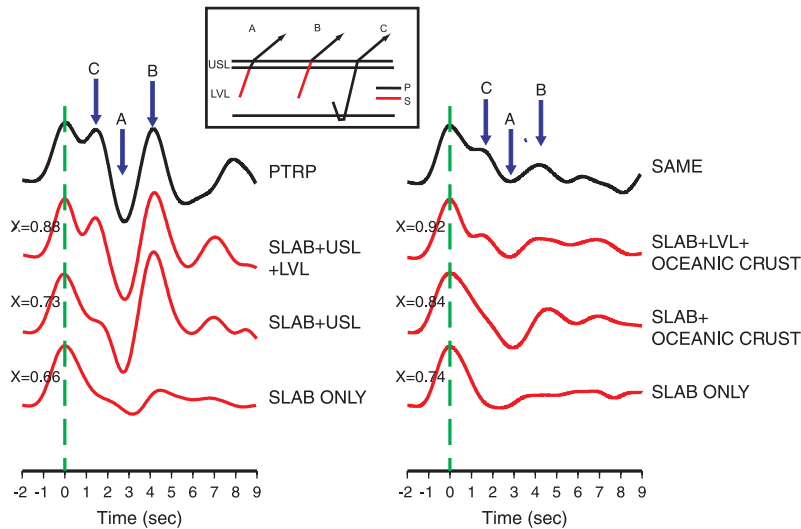 A B C
USL
LVL
P
S
C A B
PTRP
X=0.88
SLAB+USL
+LVL
X=0.73
SLAB+USL
X=0.66
SLAB ONLY
-2 -1 0 1 2 3 4 5 6 7 8 9
Time (sec)
C A B
SAME
X=0.92
SLAB+LVL+
OCEANIC CRUST
X=0.84
SLAB+
OCEANIC CRUST
X=0.74
SLAB ONLY
-2 -1 0 1 2 3 4 5 6 7 8 9
Time (sec)